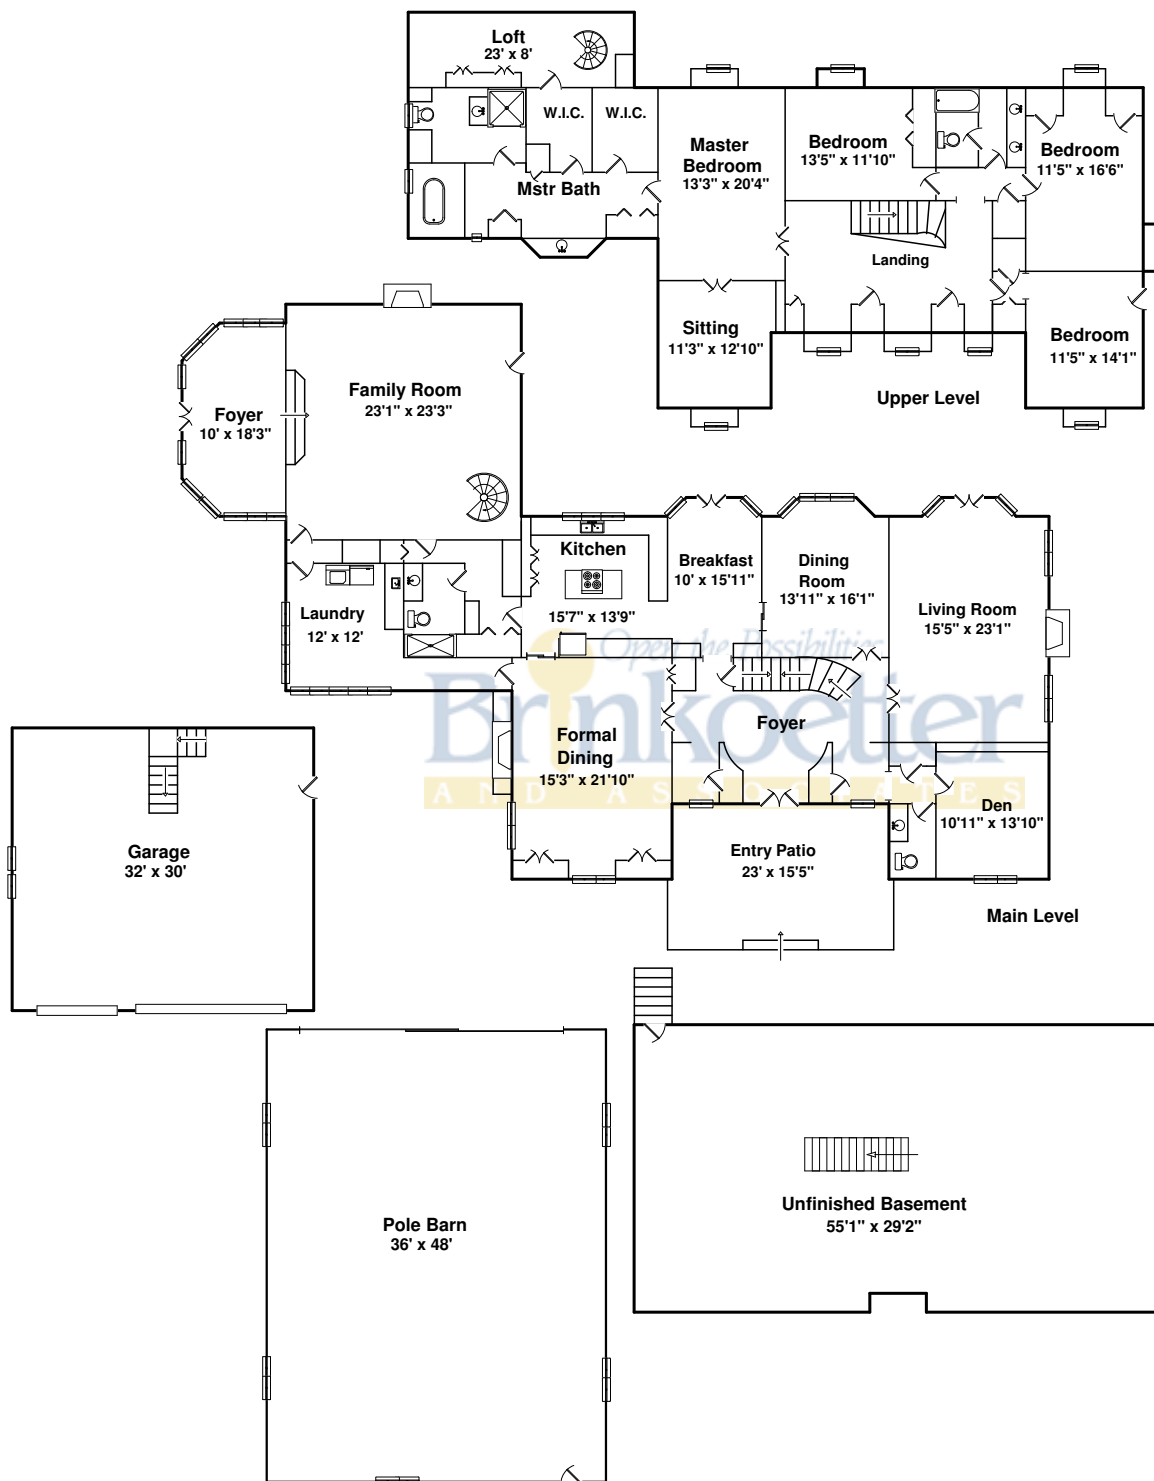 Loft
23' x 8'
W.I.C.
W.I.C.
Mstr Bath
Master
Bedroom
13'3" x 20'4"
Bedroom
13'5" x 11'10"
Bedroom
11'5" x 16'6"
Landing
Sitting
11'3" x 12'10"
Bedroom
11'5" x 14'1"
Upper Level
Foyer
10' x 18'3"
Family Room
23'1" x 23'3"
Kitchen
15'7" x 13'9"
Breakfast
10' x 15'11"
Dining
Room
13'11" x 16'1"
Living Room
15'5" x 23'1"
Laundry
12' x 12'
Open the Possibilities
Brinkoetter
AND ASSOCIATES
Foyer
Formal
Dining
15'3" x 21'10"
Den
10'11" x 13'10"
Entry Patio
23' x 15'5"
Main Level
Garage
32' x 30'
Pole Barn
36' x 48'
Unfinished Basement
55'1" x 29'2"